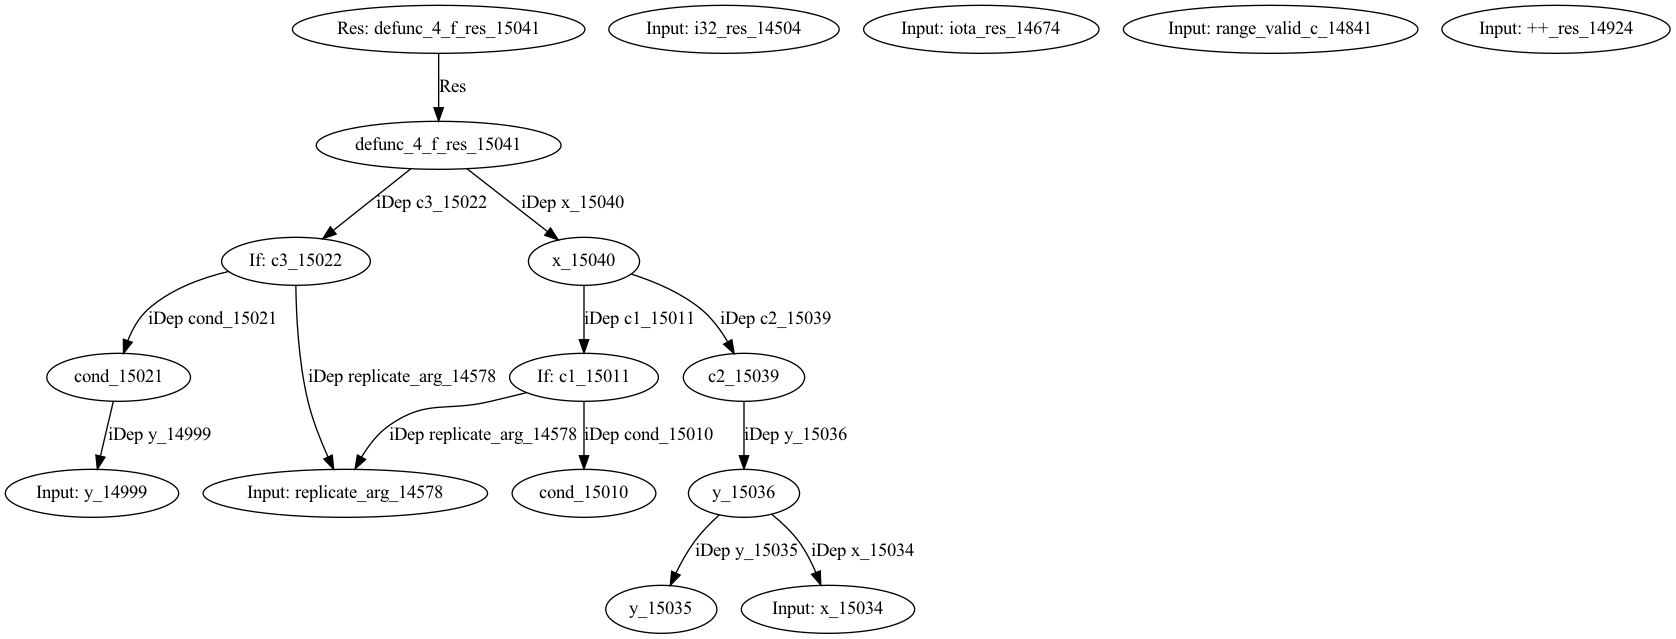 Res: defunc_4_f_res_15041
Input: i32_res_14504
Input: iota_res_14674
Input: range_valid_c_14841
Input: ++_res_14924
Res
defunc_4_f_res_15041
iDep c3_15022
iDep x_15040
If: c3_15022
x_15040
iDep cond_15021
iDep c1_15011
iDep c2_15039
cond_15021
iDep replicate_arg_14578
If: c1_15011
c2_15039
iDep y_14999
iDep replicate_arg_14578
iDep cond_15010
iDep y_15036
Input: y_14999
Input: replicate_arg_14578
cond_15010
y_15036
iDep y_15035
iDep x_15034
y_15035
Input: x_15034